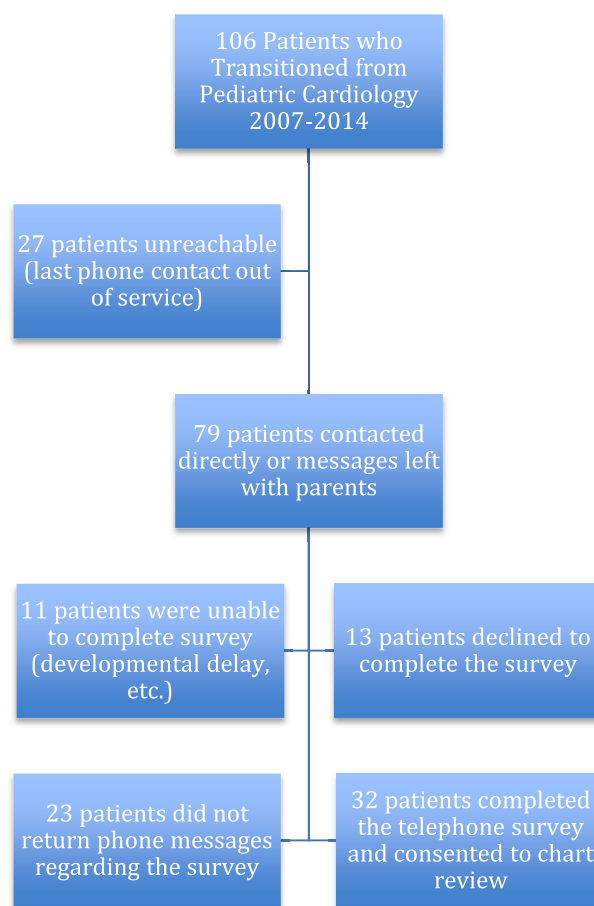 106 Patients who
Transitioned from
Pediatric Cardiology
2007-2014
27 patients unreachable
(last phone contact out
of service)
79 patients contacted
directly or messages left
with parents
11 patients were unable
to complete survey
(developmental delay,
etc.)
13 patients declined to
complete the survey
23 patients did not
return phone messages
regarding the survey
32 patients completed
the telephone survey
and consented to chart
review